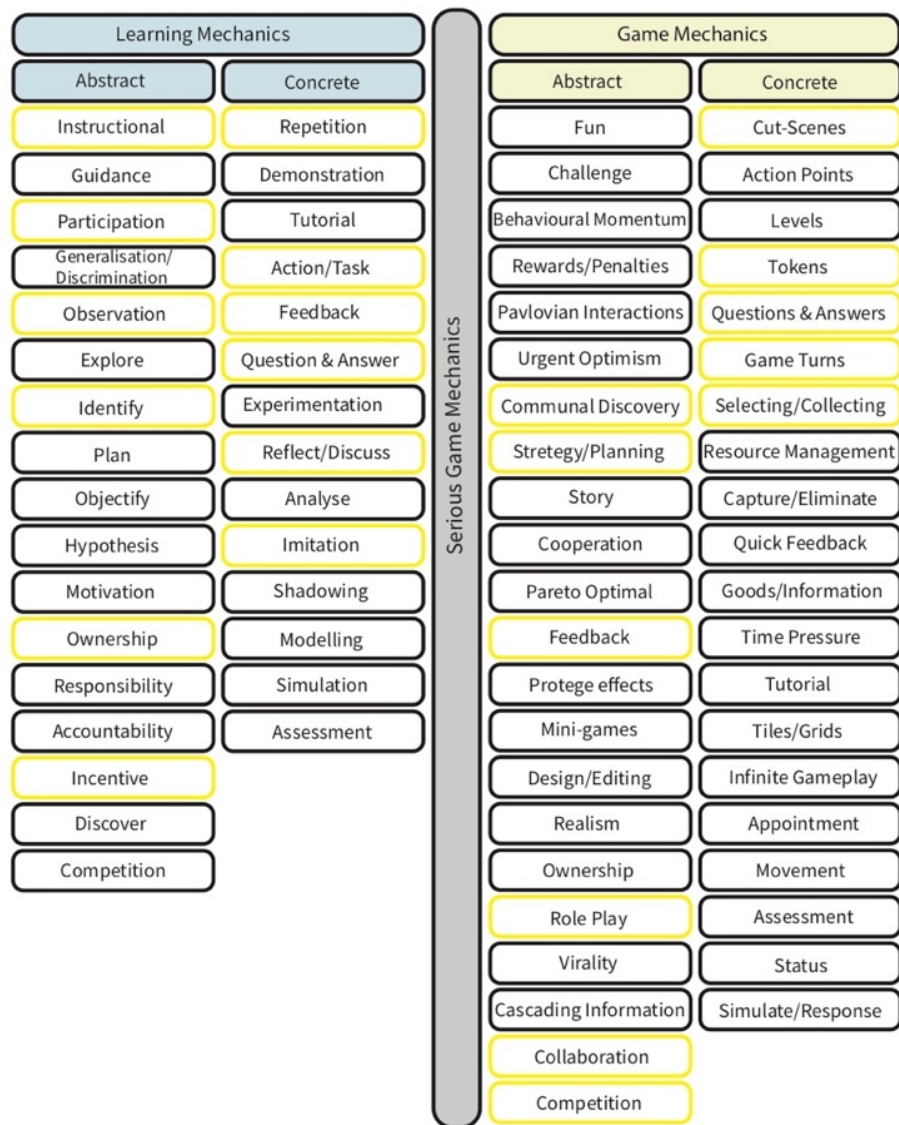 Learning Mechanics
Abstract
Concrete
Instructional
Guidance
Participation
Generalisation/
Discrimination
Observation
Explore
Identify
Plan
Objectify
Hypothesis
Motivation
Ownership
Responsibility
Accountability
Incentive
Discover
Competition
Repetition
Demonstration
Tutorial
Action/Task
Feedback
Question & Answer
Experimentation
Reflect/Discuss
Analyse
Imitation
Shadowing
Modelling
Simulation
Assessment
Serious Game Mechanics
Game Mechanics
Abstract
Concrete
Fun
Challenge
Behavioural Momentum
Rewards/Penalties
Pavlovian Interactions
Urgent Optimism
Communal Discovery
Stretegy/Planning
Story
Cooperation
Pareto Optimal
Feedback
Protege effects
Mini-games
Design/Editing
Realism
Ownership
Role Play
Virality
Cascading Information
Collaboration
Competition
Cut-Scenes
Action Points
Levels
Tokens
Questions & Answers
Game Turns
Selecting/Collecting
Resource Management
Capture/Eliminate
Quick Feedback
Goods/Information
Time Pressure
Tutorial
Tiles/Grids
Infinite Gameplay
Appointment
Movement
Assessment
Status
Simulate/Response